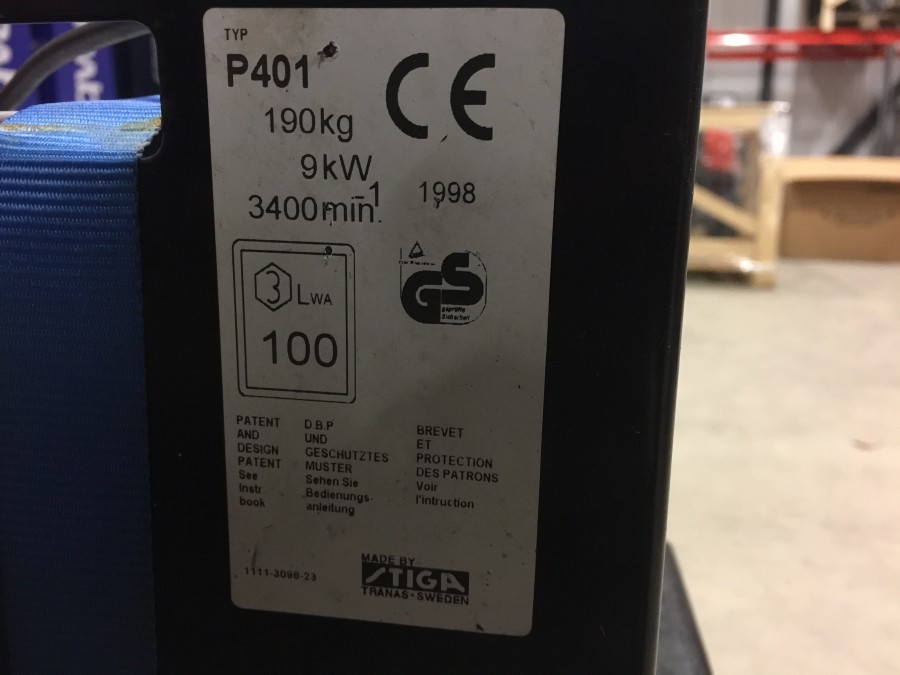 TYP
P401
190kg
9kW
3400min⁻¹
1998
CE
GS
geprüfte
Sicherheit
3 LWA
100
PATENT
AND
DESIGN
PATENT
See
Instr
book
D.B.P
UND
GESCHUTZTES
MUSTER
Sehen Sie
Bedienungs-
anleitung
BREVET
ET
PROTECTION
DES PATRONS
Voir
l'intruction
1111-3098-23
MADE BY
STIGA
TRANAS-SWEDEN